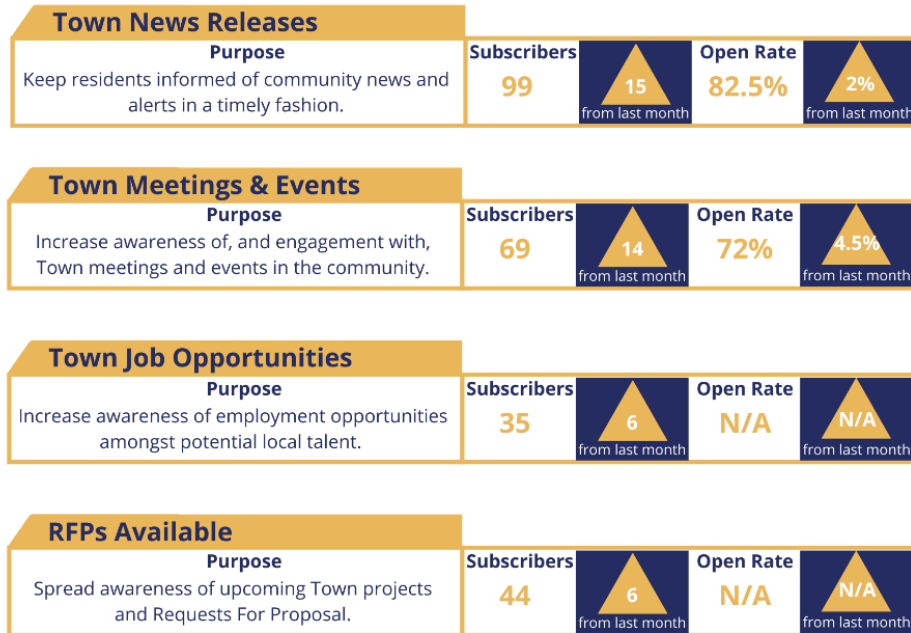 Town News Releases
Purpose
Keep residents informed of community news and
alerts in a timely fashion.
Subscribers
99
15
from last month
Open Rate
82.5%
2%
from last month
Town Meetings & Events
Purpose
Increase awareness of, and engagement with,
Town meetings and events in the community.
Subscribers
69
14
from last month
Open Rate
72%
4.5%
from last month
Town Job Opportunities
Purpose
Increase awareness of employment opportunities
amongst potential local talent.
Subscribers
35
6
from last month
Open Rate
N/A
N/A
from last month
RFPs Available
Purpose
Spread awareness of upcoming Town projects
and Requests For Proposal.
Subscribers
44
6
from last month
Open Rate
N/A
N/A
from last month